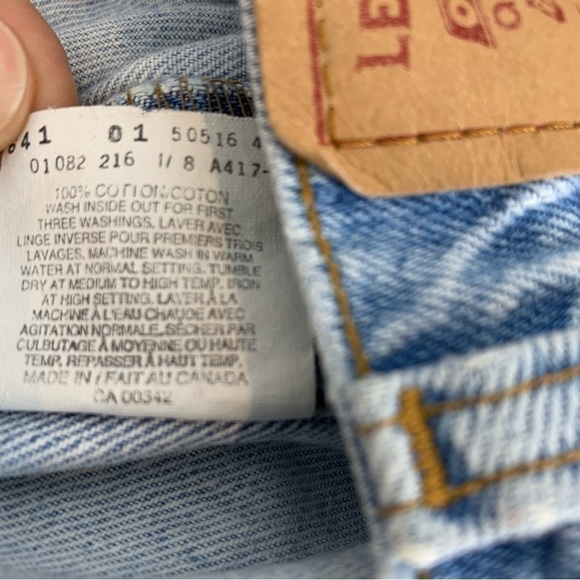 641 01 50516 4
01082 216 1/8 A417-
100% COTTON/COTON
WASH INSIDE OUT FOR FIRST
THREE WASHINGS. LAVER AVEC
LINGE INVERSE POUR PREMIERS TROIS
LAVAGES. MACHINE WASH IN WARM
WATER AT NORMAL SETTING. TUMBLE
DRY AT MEDIUM TO HIGH TEMP. IRON
AT HIGH SETTING. LAVER À LA
MACHINE À L'EAU CHAUDE AVEC
AGITATION NORMALE. SÉCHER PAR
CULBUTAGE À MOYENNE OU HAUTE
TEMP. REPASSER À HAUT TEMP.
MADE IN / FAIT AU CANADA
CA 00342
LE